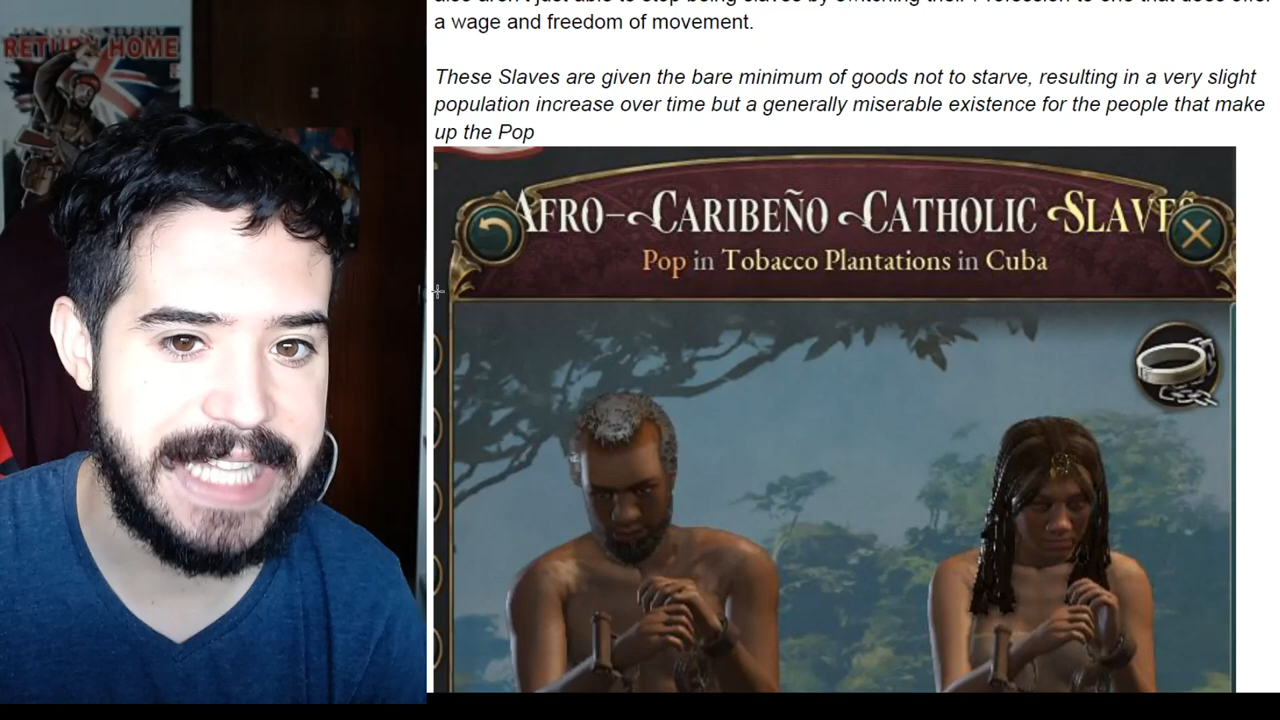 RETURN HOME
a wage and freedom of movement.
These Slaves are given the bare minimum of goods not to starve, resulting in a very slight
population increase over time but a generally miserable existence for the people that make
up the Pop
AFRO-CARIBEÑO CATHOLIC SLAVES
Pop in Tobacco Plantations in Cuba